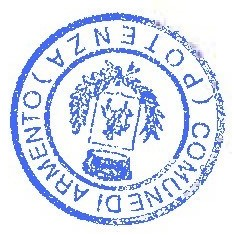 COMUNE DI ARMENTO
(POTENZA)